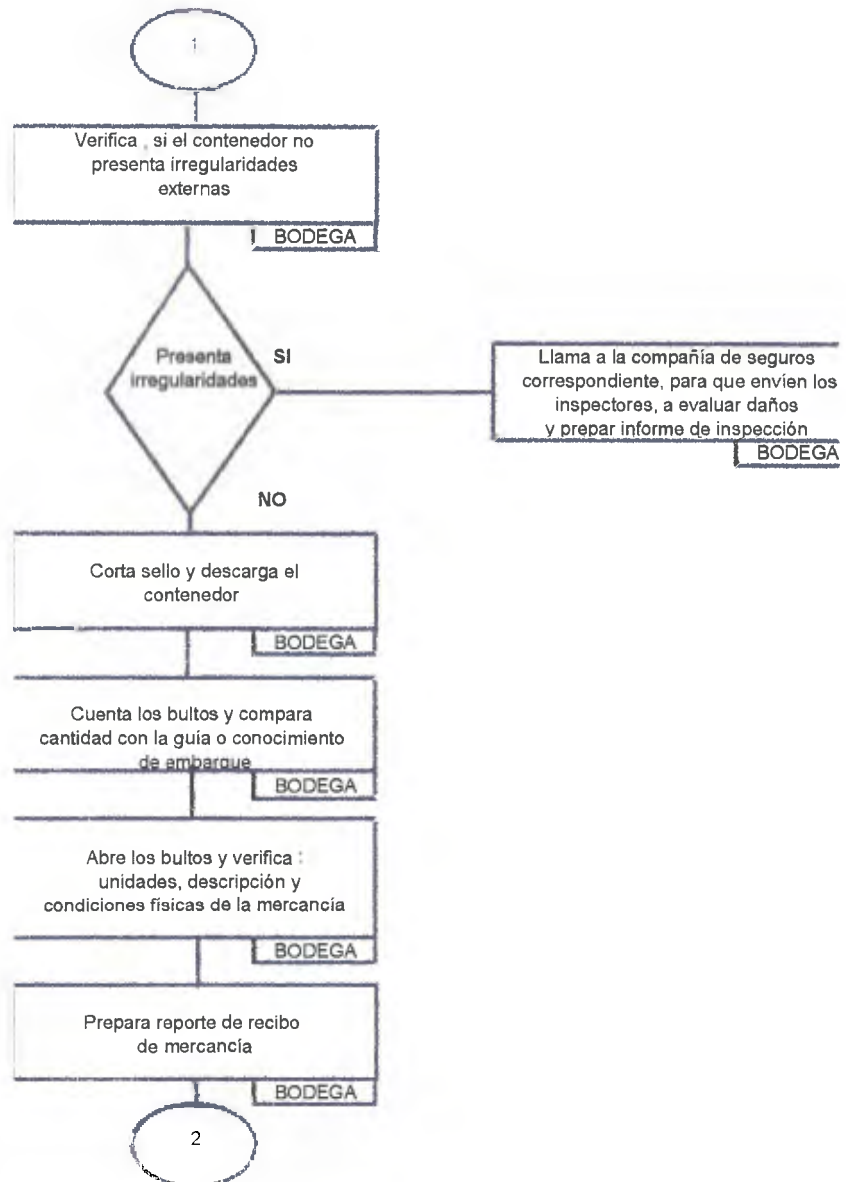 1
Verifica , si el contenedor no
presenta irregularidades
externas
BODEGA
Presenta
irregularidades
SI
Llama a la compañía de seguros
correspondiente, para que envíen los
inspectores, a evaluar daños
y prepar informe de inspección
BODEGA
NO
Corta sello y descarga el
contenedor
BODEGA
Cuenta los bultos y compara
cantidad con la guía o conocimiento
de embarque
BODEGA
Abre los bultos y verifica :
unidades, descripción y
condiciones físicas de la mercancía
BODEGA
Prepara reporte de recibo
de mercancía
BODEGA
2